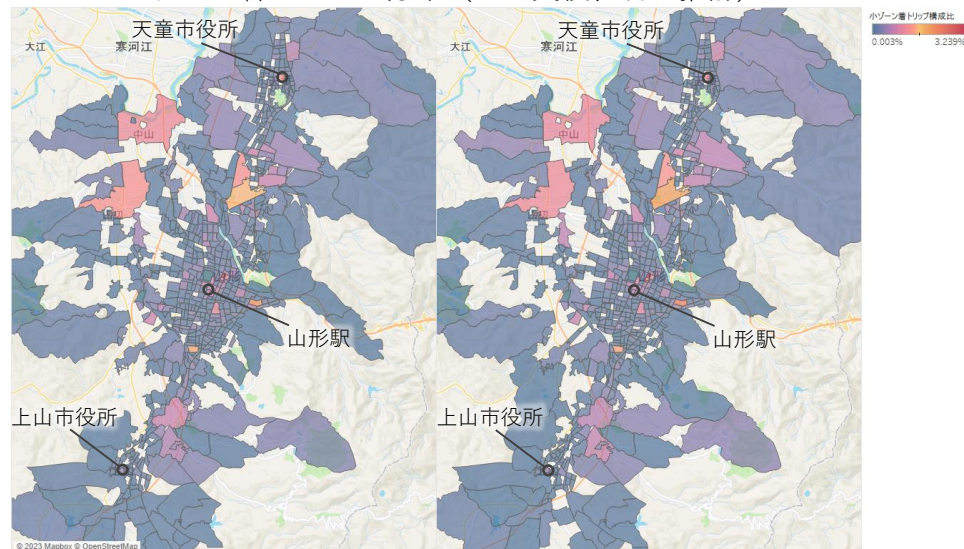 小ゾーン着トリップ構成比
0.003% 3.239%
天童市役所
天童市役所
大江
寒河江
大江
寒河江
中山
中山
山形駅
山形駅
上山市役所
上山市役所
© 2023 Mapbox © OpenStreetMap